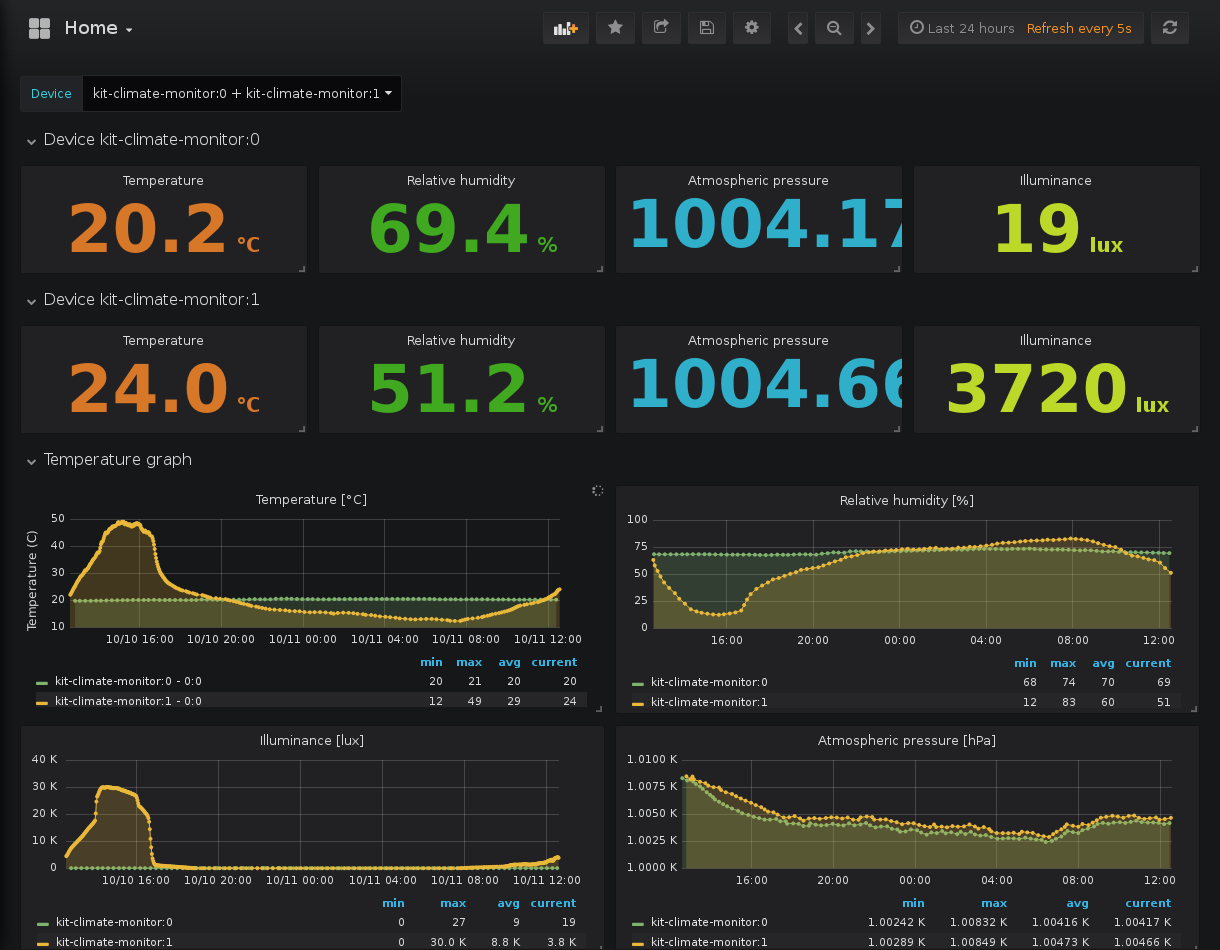 Home
Last 24 hours Refresh every 5s
Device kit-climate-monitor:0 + kit-climate-monitor:1
Device kit-climate-monitor:0
Temperature Relative humidity Atmospheric pressure Illuminance
20.2 °C 69.4 % 1004.17 19 lux
Device kit-climate-monitor:1
Temperature Relative humidity Atmospheric pressure Illuminance
24.0 °C 51.2 % 1004.66 3720 lux
Temperature graph
Temperature [°C]
Temperature (C)
50
40
30
20
10
10/10 16:00 10/10 20:00 10/11 00:00 10/11 04:00 10/11 08:00 10/11 12:00
min max avg current
kit-climate-monitor:0 - 0:0 20 21 20 20
kit-climate-monitor:1 - 0:0 12 49 29 24
Relative humidity [%]
100
75
50
25
0
16:00 20:00 00:00 04:00 08:00 12:00
min max avg current
kit-climate-monitor:0 68 74 70 69
kit-climate-monitor:1 12 83 60 51
Illuminance [lux]
40 K
30 K
20 K
10 K
0
10/10 16:00 10/10 20:00 10/11 00:00 10/11 04:00 10/11 08:00 10/11 12:00
min max avg current
kit-climate-monitor:0 0 27 9 19
kit-climate-monitor:1 0 30.0 K 8.8 K 3.8 K
Atmospheric pressure [hPa]
1.0100 K
1.0075 K
1.0050 K
1.0025 K
1.0000 K
16:00 20:00 00:00 04:00 08:00 12:00
min max avg current
kit-climate-monitor:0 1.00242 K 1.00832 K 1.00416 K 1.00417 K
kit-climate-monitor:1 1.00289 K 1.00849 K 1.00473 K 1.00466 K